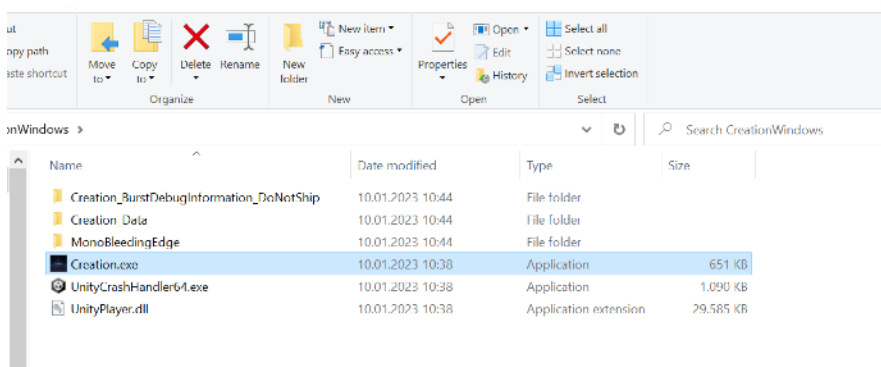 ut
opy path
aste shortcut
Move to
Copy to
Delete
Rename
New folder
New item
Easy access
Properties
Open
Edit
History
Select all
Select none
Invert selection
Organize
New
Open
Select
onWindows >
Search CreationWindows
Name
Date modified
Type
Size
Creation_BurstDebugInformation_DoNotShip 10.01.2023 10:44 File folder
Creation_Data 10.01.2023 10:44 File folder
MonoBleedingEdge 10.01.2023 10:44 File folder
Creation.exe 10.01.2023 10:38 Application 651 KB
UnityCrashHandler64.exe 10.01.2023 10:38 Application 1.090 KB
UnityPlayer.dll 10.01.2023 10:38 Application extension 29.585 KB